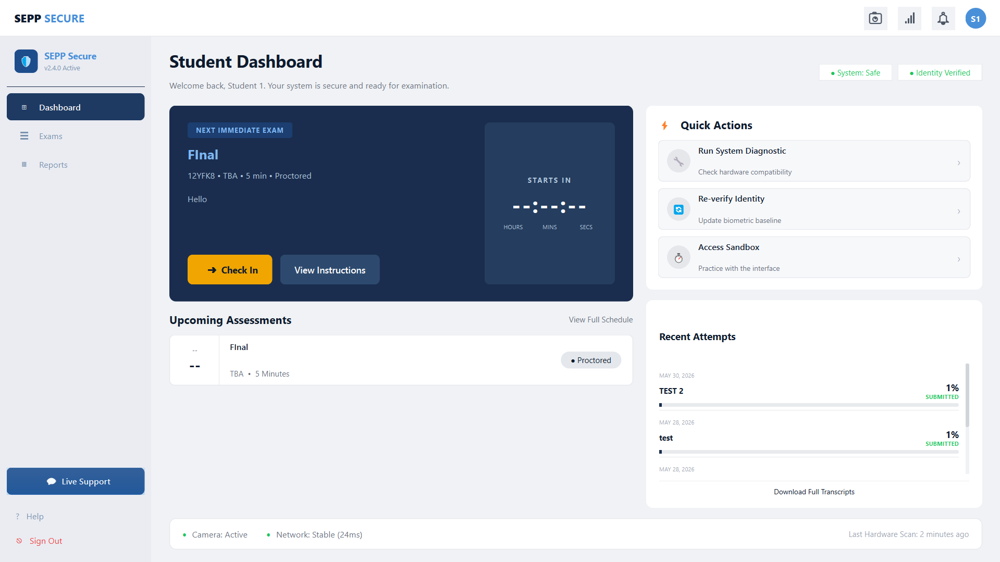 SEPP SECURE
S1
SEPP Secure
v2.4.0 Active
Dashboard
Exams
Reports
Live Support
? Help
Sign Out
Student Dashboard
Welcome back, Student 1. Your system is secure and ready for examination.
● System: Safe
● Identity Verified
NEXT IMMEDIATE EXAM
FInal
12YFK8 • TBA • 5 min • Proctored
Hello
➜ Check In
View Instructions
STARTS IN
--:--:--
HOURS MINS SECS
Upcoming Assessments
View Full Schedule
--
--
FInal
TBA • 5 Minutes
● Proctored
Quick Actions
Run System Diagnostic
Check hardware compatibility
›
Re-verify Identity
Update biometric baseline
›
Access Sandbox
Practice with the interface
›
Recent Attempts
MAY 30, 2026
TEST 2
1%
SUBMITTED
MAY 28, 2026
test
1%
SUBMITTED
MAY 28, 2026
Download Full Transcripts
● Camera: Active
● Network: Stable (24ms)
Last Hardware Scan: 2 minutes ago